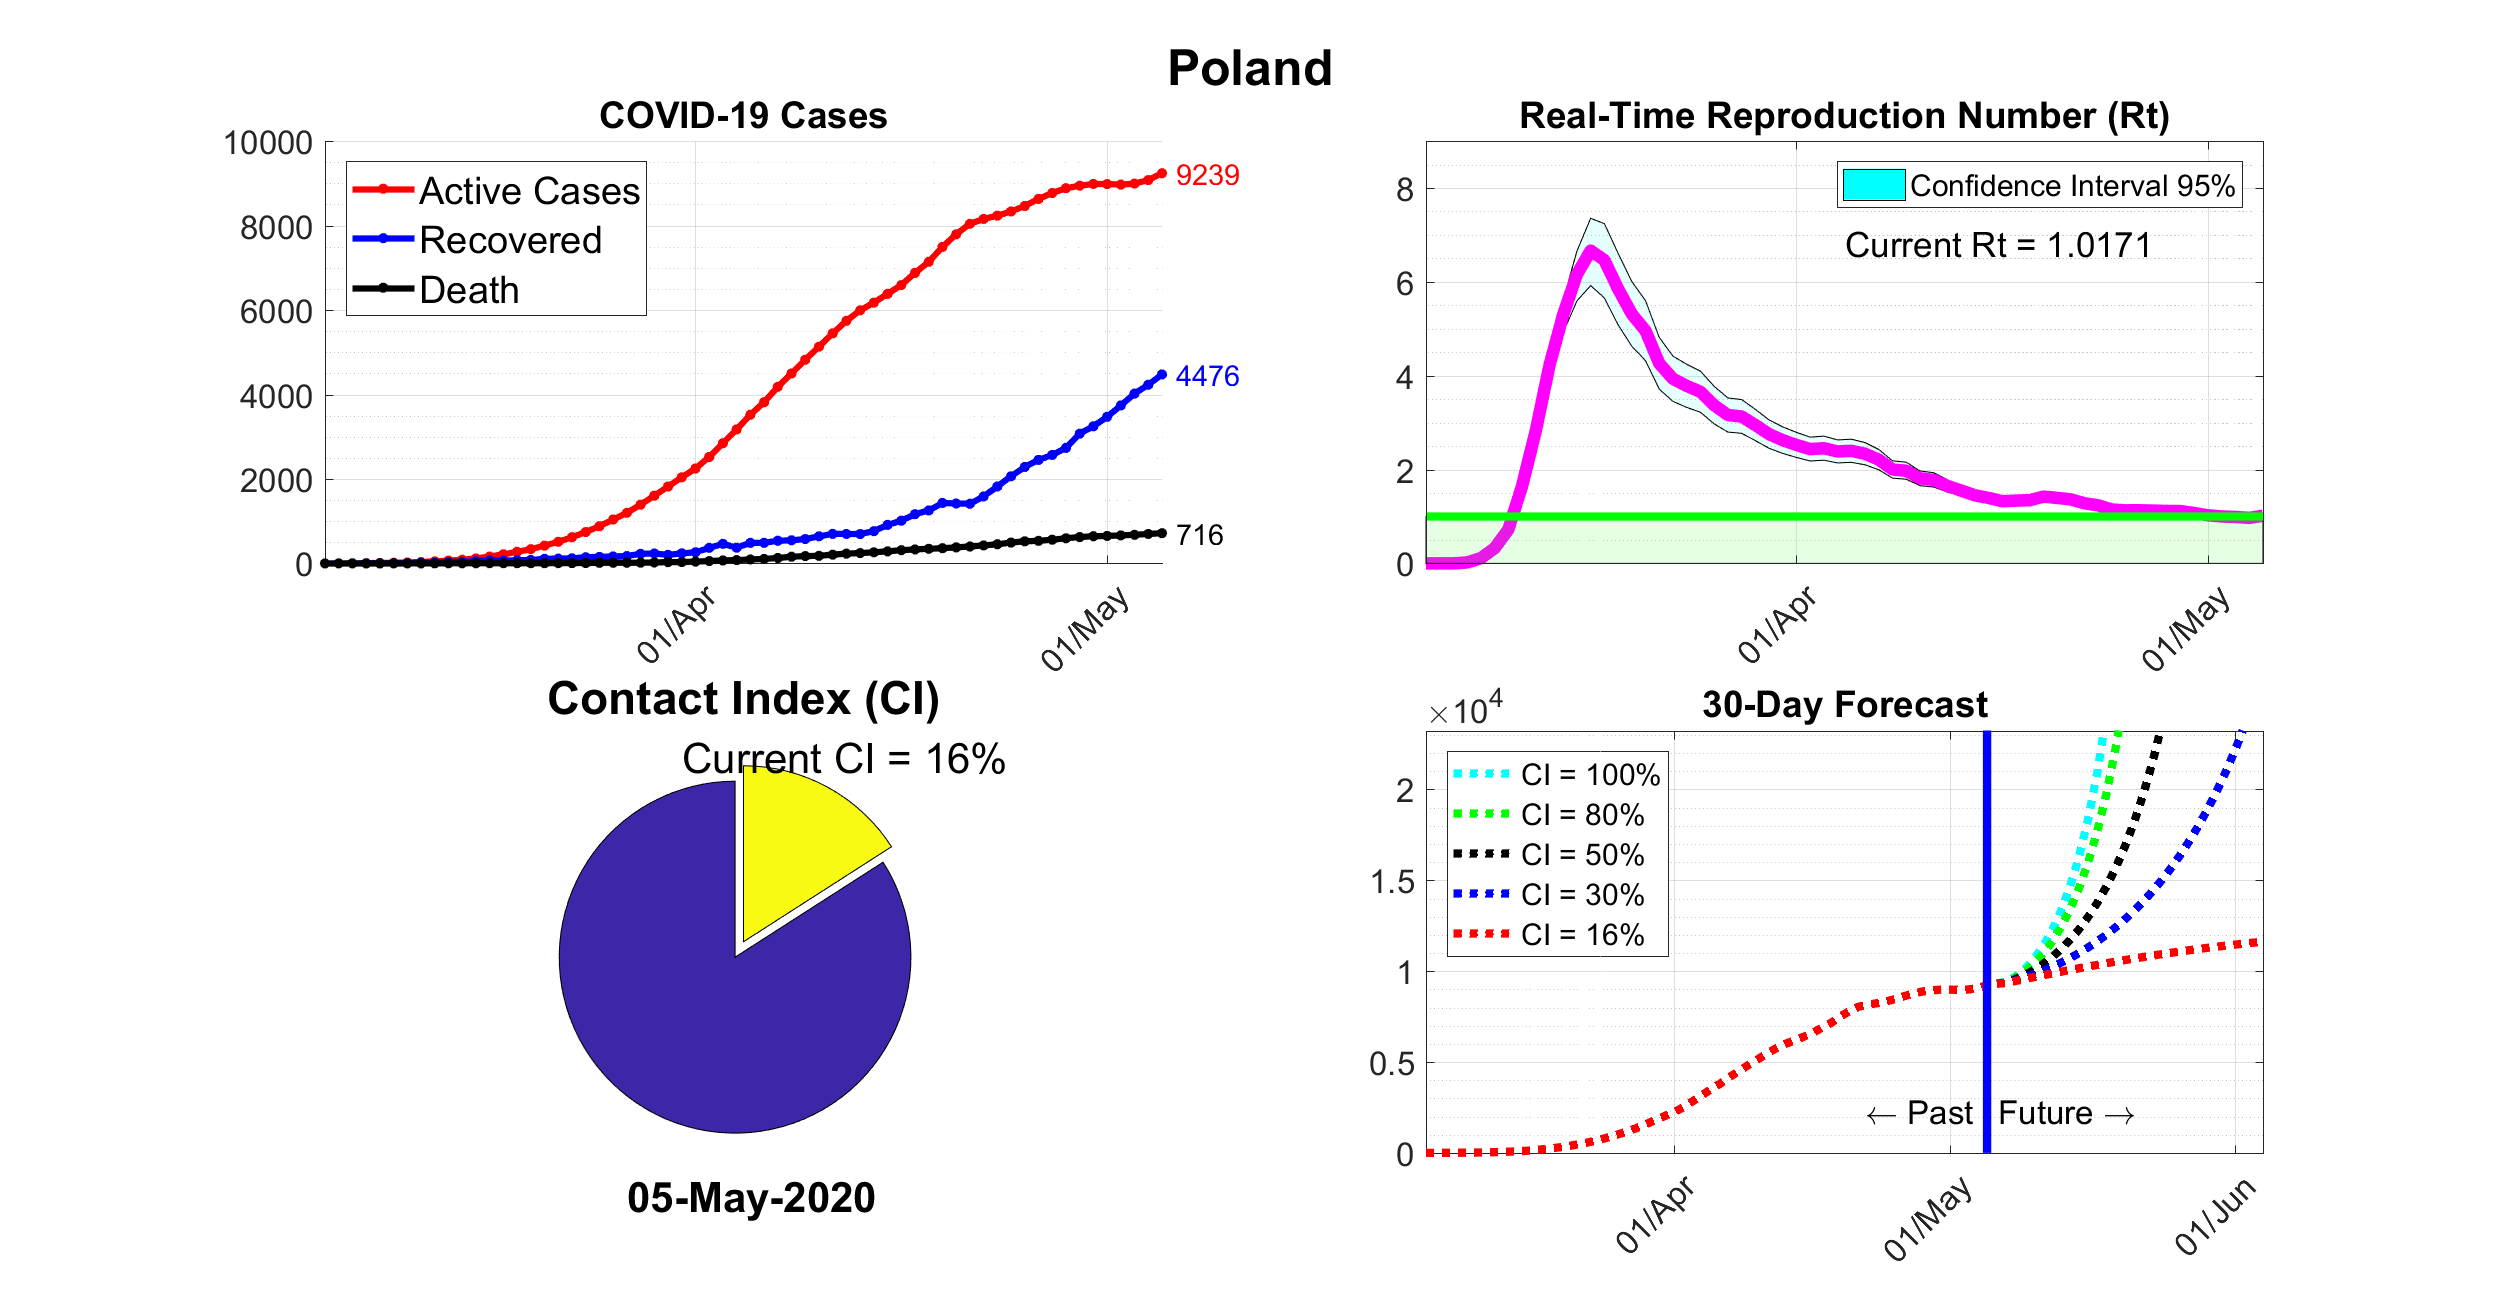 Poland
COVID-19 Cases
10000
8000
6000
4000
2000
0
Active Cases
Recovered
Death
9239
4476
716
01/Apr
01/May
Real-Time Reproduction Number (Rt)
8
6
4
2
0
Confidence Interval 95%
Current Rt = 1.0171
01/Apr
01/May
Contact Index (CI)
Current CI = 16%
05-May-2020
30-Day Forecast
×10⁴
2
1.5
1
0.5
0
CI = 100%
CI = 80%
CI = 50%
CI = 30%
CI = 16%
← Past
Future →
01/Apr
01/May
01/Jun